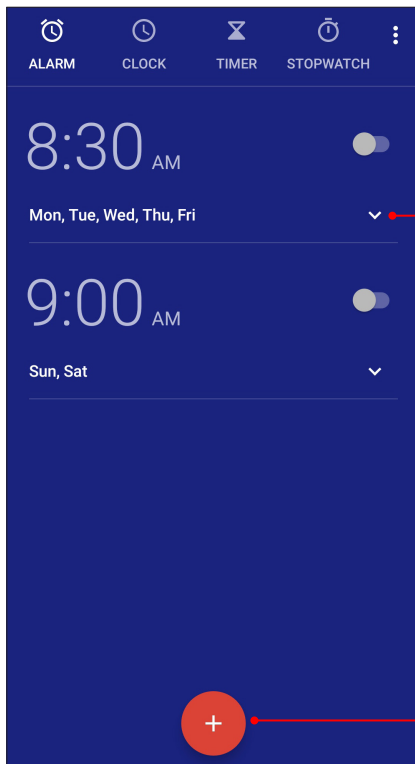 ALARM CLOCK TIMER STOPWATCH
8:30 AM
Mon, Tue, Wed, Thu, Fri
9:00 AM
Sun, Sat